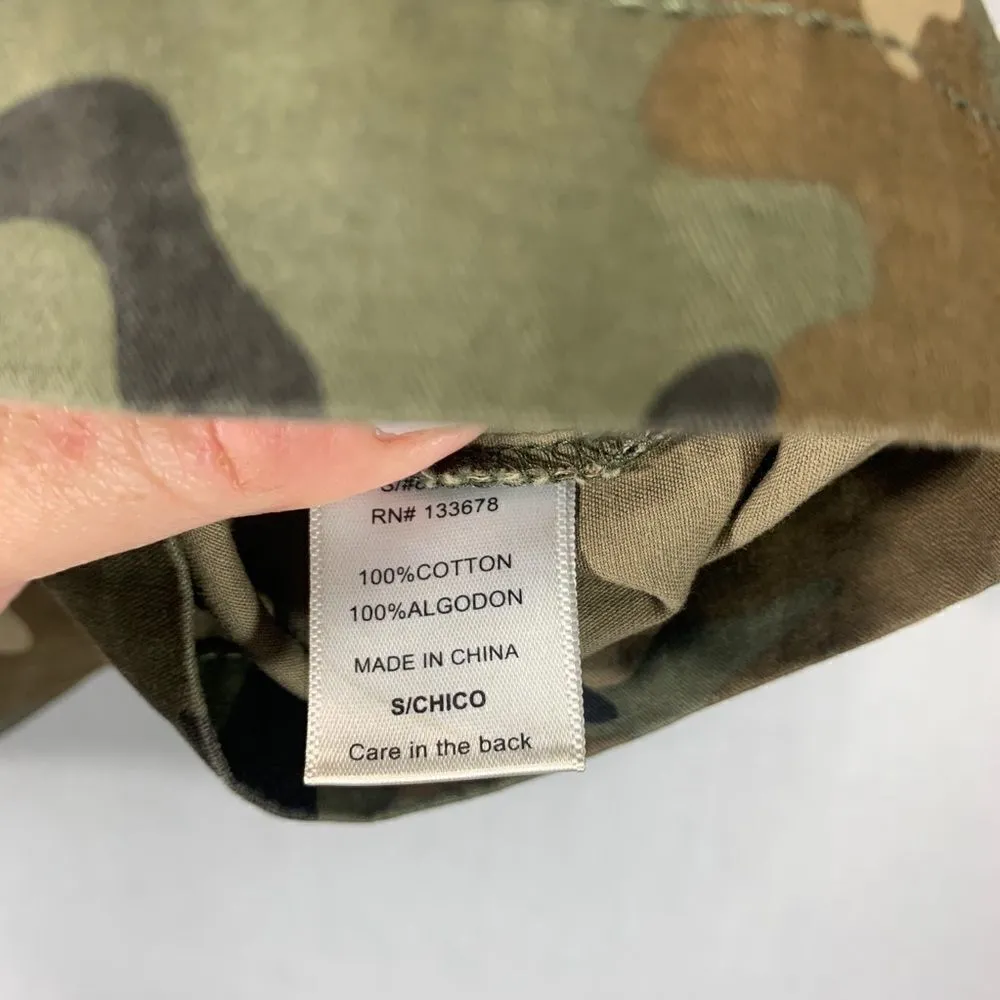 RN# 133678
100%COTTON
100%ALGODON
MADE IN CHINA
S/CHICO
Care in the back